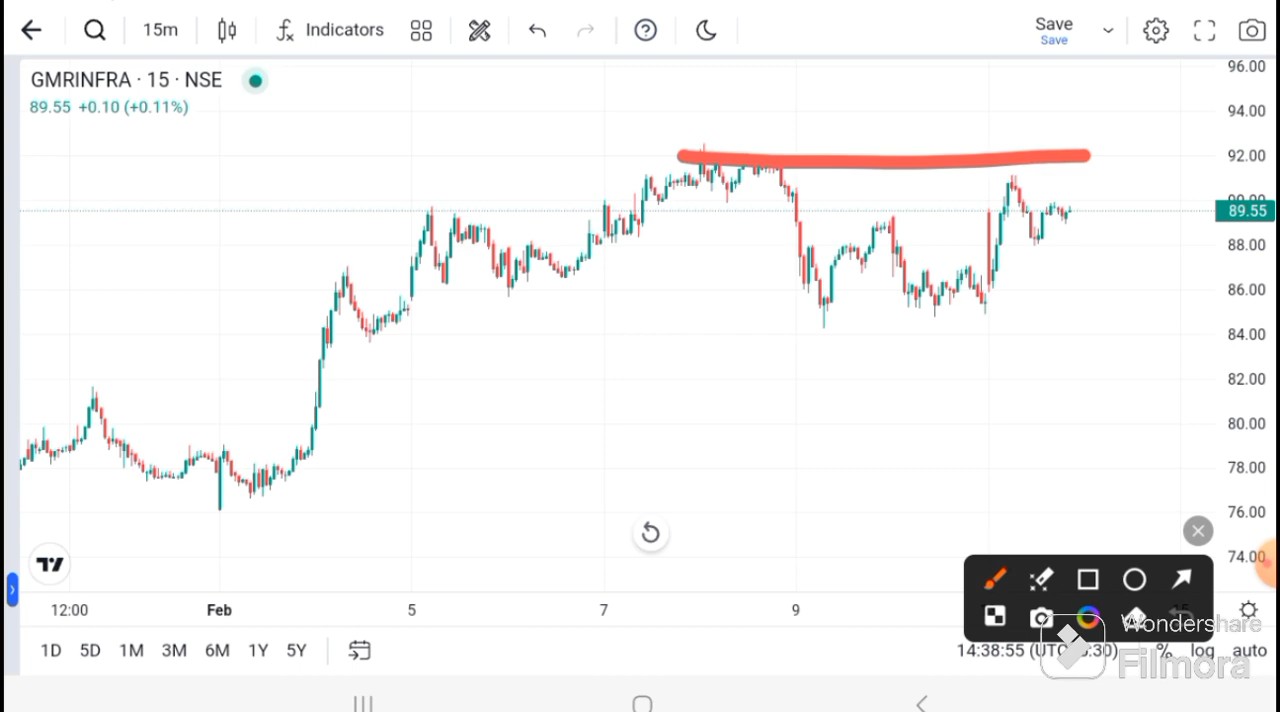 15m Indicators Save
Save
GMRINFRA · 15 · NSE
89.55 +0.10 (+0.11%)
96.00
94.00
92.00
90.00
89.55
88.00
86.00
84.00
82.00
80.00
78.00
76.00
74.00
12:00 Feb 5 7 9
1D 5D 1M 3M 6M 1Y 5Y
14:38:55 % log auto
Wondershare
Filmora